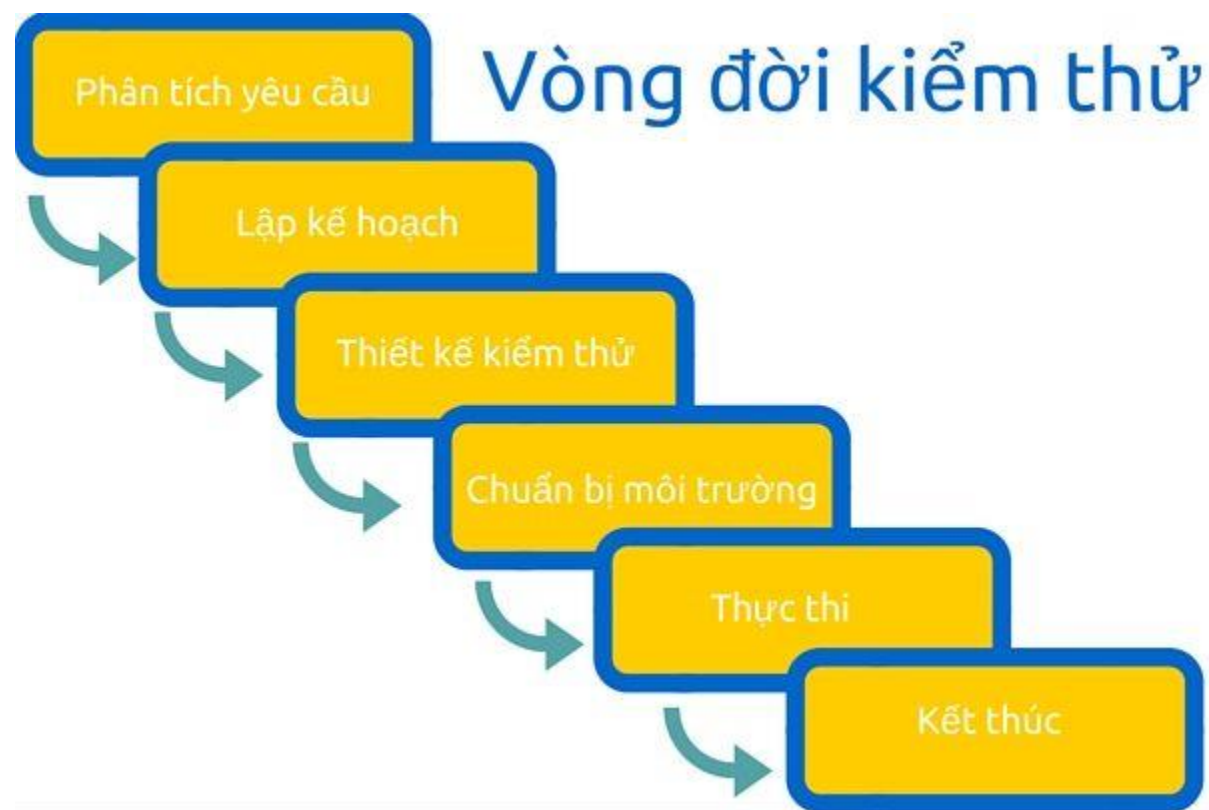 Vòng đời kiểm thử
Phân tích yêu cầu
Lập kế hoạch
Thiết kế kiểm thử
Chuẩn bị môi trường
Thực thi
Kết thúc